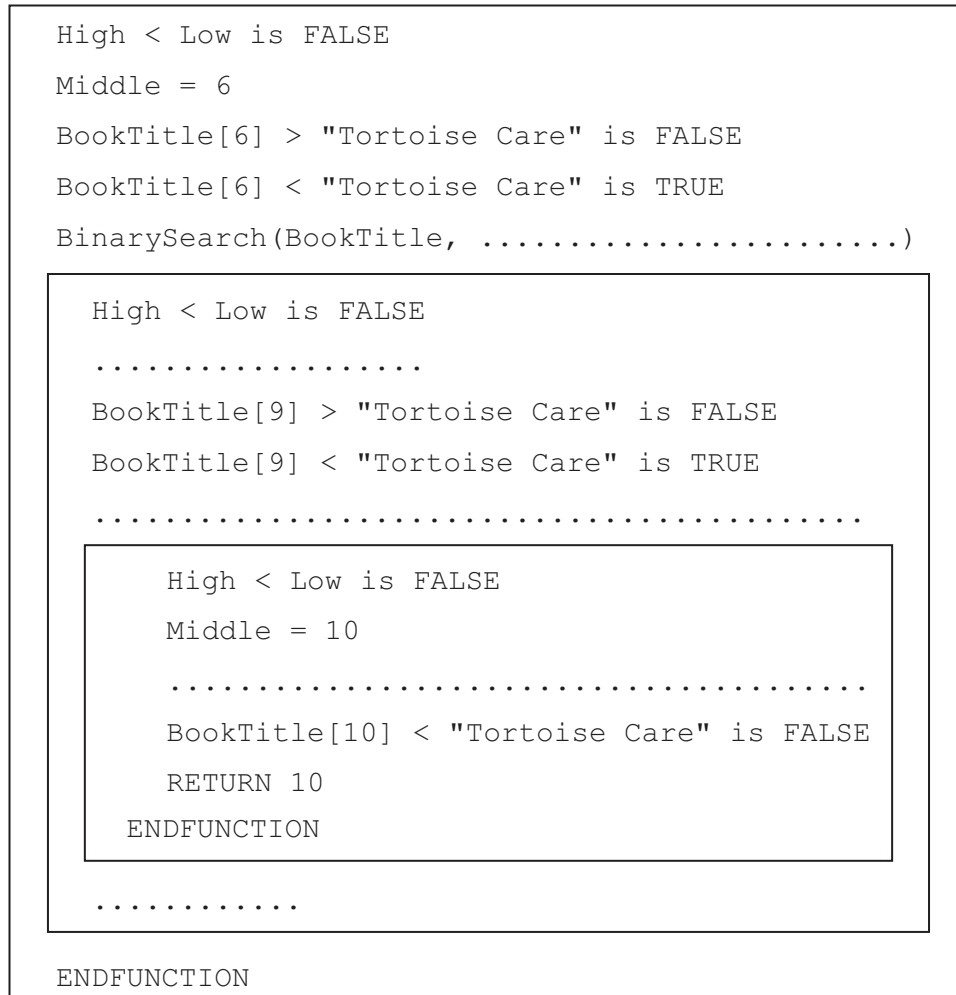 High < Low is FALSE
Middle = 6
BookTitle[6] > "Tortoise Care" is FALSE
BookTitle[6] < "Tortoise Care" is TRUE
BinarySearch(BookTitle, ........................)
High < Low is FALSE
...................
BookTitle[9] > "Tortoise Care" is FALSE
BookTitle[9] < "Tortoise Care" is TRUE
............................................
High < Low is FALSE
Middle = 10
........................................
BookTitle[10] < "Tortoise Care" is FALSE
RETURN 10
ENDFUNCTION
............
ENDFUNCTION